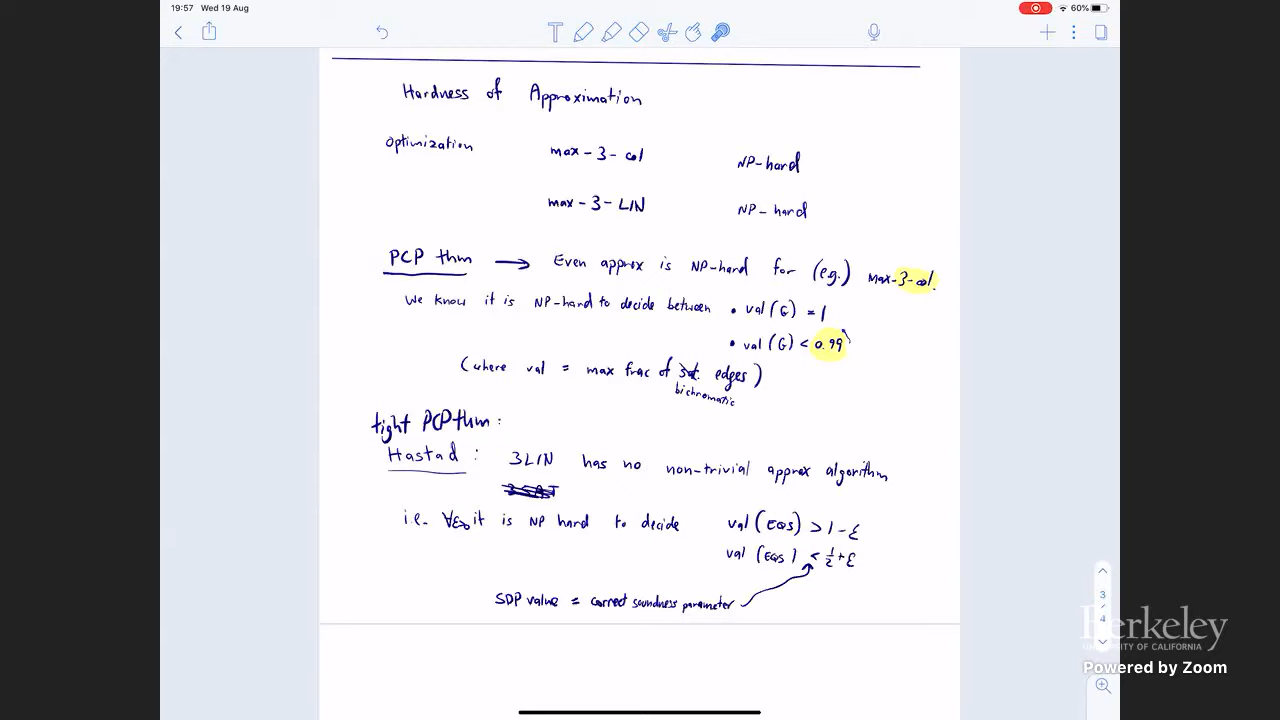 19:57 Wed 19 Aug
60%
Hardness of Approximation
Optimization max-3-col NP-hard
max-3-LIN NP-hard
PCP thm → Even approx is NP-hard for (e.g.) max-3-col.
We know it is NP-hard to decide between • val(G) = 1
• val(G) < 0.99
(where val = max frac of edges)
bichromatic
tight PCP thm:
Hastad: 3LIN has no non-trivial approx algorithm
i.e. ∀ε>0 it is NP hard to decide val(EQS) > 1-ε
val(EQS) < 1/2+ε
SDP value = correct soundness parameter
3
/
4
Berkeley
UNIVERSITY OF CALIFORNIA
Powered by Zoom